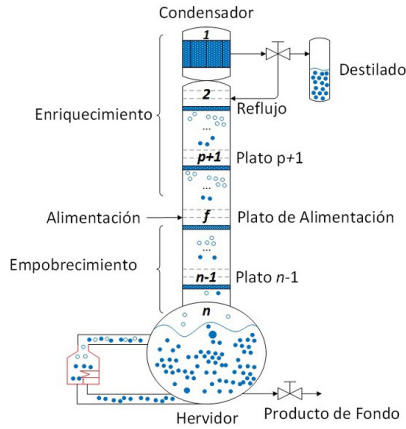 Condensador
1
Destilado
2
Reflujo
Enriquecimiento
...
p+1
Plato p+1
...
Alimentación
f
Plato de Alimentación
...
Empobrecimiento
n-1
Plato n-1
n
Hervidor
Producto de Fondo